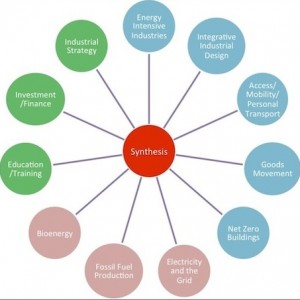 Energy
Intensive
Industries
Integrative
Industrial
Design
Access/
Mobility/
Personal
Transport
Goods
Movement
Net Zero
Buildings
Electricity
and the
Grid
Fossil Fuel
Production
Bioenergy
Education
/Training
Investment
/Finance
Industrial
Strategy
Synthesis